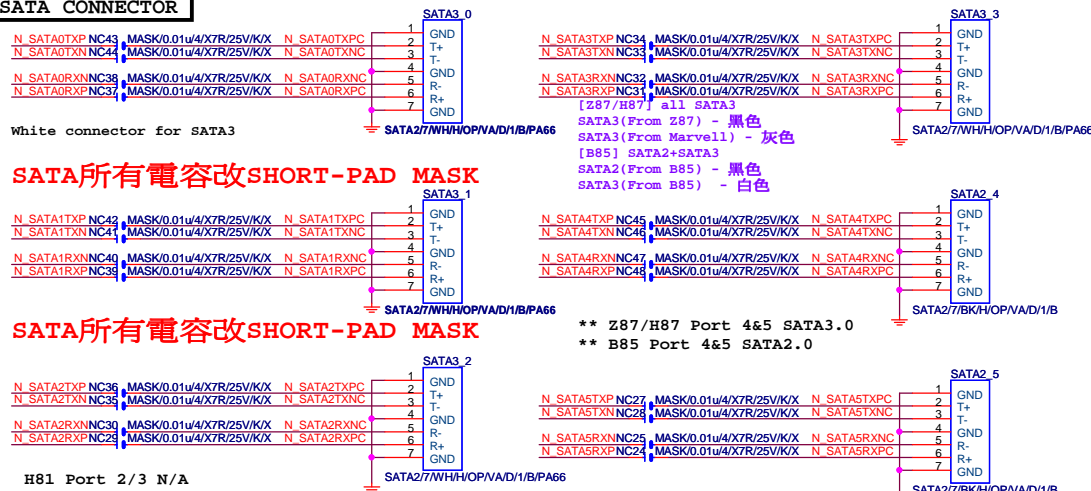 SATA CONNECTOR
SATA3_0
N_SATA0TXP NC43 MASK/0.01u/4/X7R/25V/K/X N_SATA0TXPC
N_SATA0TXN NC44 MASK/0.01u/4/X7R/25V/K/X N_SATA0TXNC
N_SATA0RXN NC38 MASK/0.01u/4/X7R/25V/K/X N_SATA0RXNC
N_SATA0RXP NC37 MASK/0.01u/4/X7R/25V/K/X N_SATA0RXPC
1 GND
2 T+
3 T-
4 GND
5 R-
6 R+
7 GND
White connector for SATA3
SATA2/7/WH/H/OP/VA/D/1/B/PA66
SATA所有電容改SHORT-PAD MASK
SATA3_1
N_SATA1TXP NC42 MASK/0.01u/4/X7R/25V/K/X N_SATA1TXPC
N_SATA1TXN NC41 MASK/0.01u/4/X7R/25V/K/X N_SATA1TXNC
N_SATA1RXN NC40 MASK/0.01u/4/X7R/25V/K/X N_SATA1RXNC
N_SATA1RXP NC39 MASK/0.01u/4/X7R/25V/K/X N_SATA1RXPC
1 GND
2 T+
3 T-
4 GND
5 R-
6 R+
7 GND
SATA2/7/WH/H/OP/VA/D/1/B/PA66
SATA所有電容改SHORT-PAD MASK
SATA3_2
N_SATA2TXP NC36 MASK/0.01u/4/X7R/25V/K/X N_SATA2TXPC
N_SATA2TXN NC35 MASK/0.01u/4/X7R/25V/K/X N_SATA2TXNC
N_SATA2RXN NC30 MASK/0.01u/4/X7R/25V/K/X N_SATA2RXNC
N_SATA2RXP NC29 MASK/0.01u/4/X7R/25V/K/X N_SATA2RXPC
1 GND
2 T+
3 T-
4 GND
5 R-
6 R+
7 GND
H81 Port 2/3 N/A
SATA2/7/WH/H/OP/VA/D/1/B/PA66
SATA3_3
N_SATA3TXP NC34 MASK/0.01u/4/X7R/25V/K/X N_SATA3TXPC
N_SATA3TXN NC33 MASK/0.01u/4/X7R/25V/K/X N_SATA3TXNC
N_SATA3RXN NC32 MASK/0.01u/4/X7R/25V/K/X N_SATA3RXNC
N_SATA3RXP NC31 MASK/0.01u/4/X7R/25V/K/X N_SATA3RXPC
1 GND
2 T+
3 T-
4 GND
5 R-
6 R+
7 GND
SATA2/7/WH/H/OP/VA/D/1/B/PA66
[Z87/H87] all SATA3
SATA3(From Z87) - 黑色
SATA3(From Marvell) - 灰色
[B85] SATA2+SATA3
SATA2(From B85) - 黑色
SATA3(From B85) - 白色
SATA2_4
N_SATA4TXP NC45 MASK/0.01u/4/X7R/25V/K/X N_SATA4TXPC
N_SATA4TXN NC46 MASK/0.01u/4/X7R/25V/K/X N_SATA4TXNC
N_SATA4RXN NC47 MASK/0.01u/4/X7R/25V/K/X N_SATA4RXNC
N_SATA4RXP NC48 MASK/0.01u/4/X7R/25V/K/X N_SATA4RXPC
1 GND
2 T+
3 T-
4 GND
5 R-
6 R+
7 GND
SATA2/7/BK/H/OP/VA/D/1/B
** Z87/H87 Port 4&5 SATA3.0
** B85 Port 4&5 SATA2.0
SATA2_5
N_SATA5TXP NC27 MASK/0.01u/4/X7R/25V/K/X N_SATA5TXPC
N_SATA5TXN NC28 MASK/0.01u/4/X7R/25V/K/X N_SATA5TXNC
N_SATA5RXN NC25 MASK/0.01u/4/X7R/25V/K/X N_SATA5RXNC
N_SATA5RXP NC24 MASK/0.01u/4/X7R/25V/K/X N_SATA5RXPC
1 GND
2 T+
3 T-
4 GND
5 R-
6 R+
7 GND
SATA2/7/BK/H/OP/VA/D/1/B